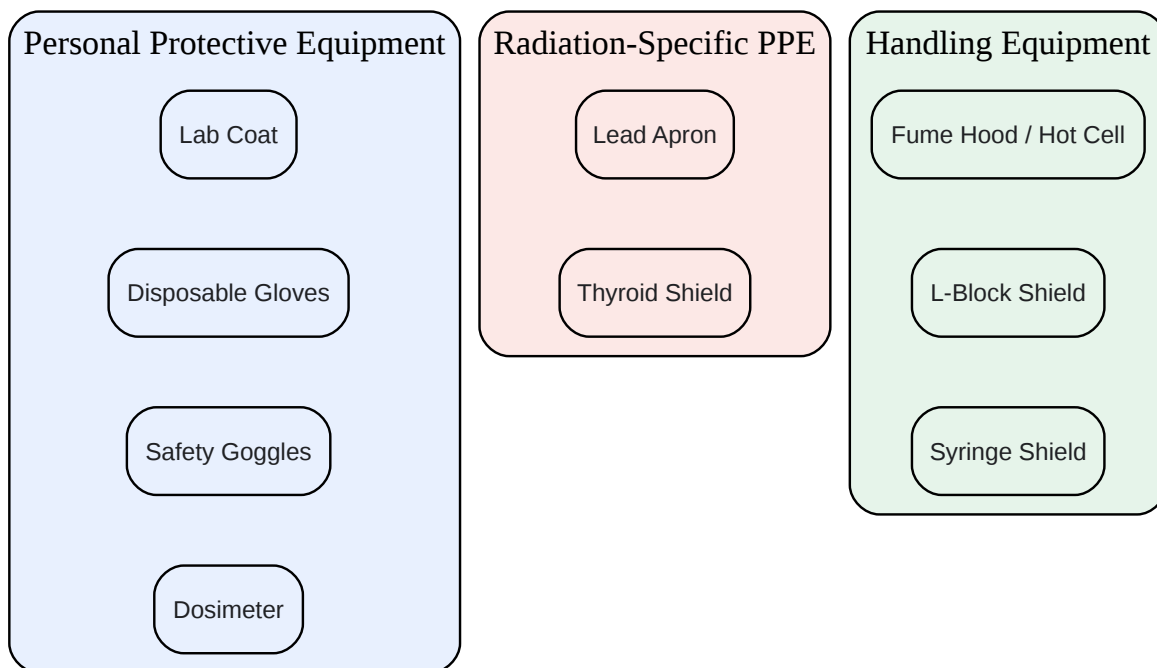 Personal Protective Equipment
Lab Coat
Disposable Gloves
Safety Goggles
Dosimeter
Radiation-Specific PPE
Lead Apron
Thyroid Shield
Handling Equipment
Fume Hood / Hot Cell
L-Block Shield
Syringe Shield